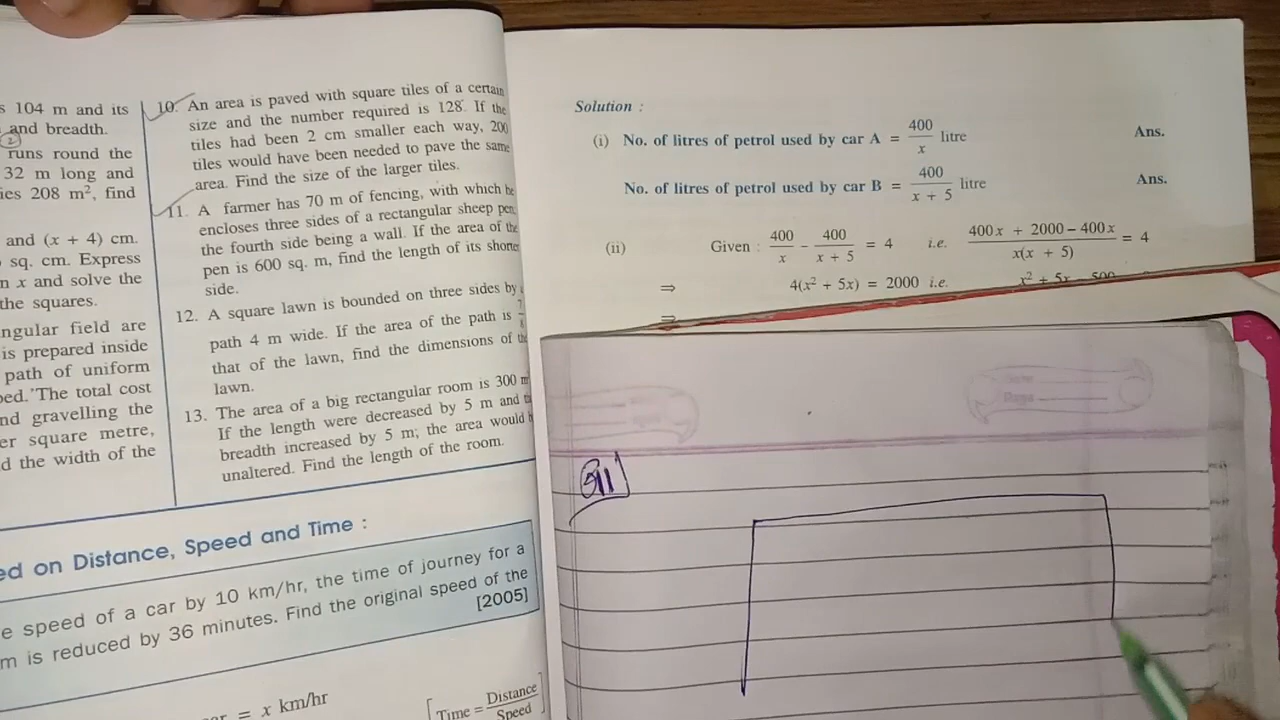 s 104 m and its
and breadth.
runs round the
32 m long and
ies 208 m², find
and (x + 4) cm.
sq. cm. Express
n x and solve the
the squares.
ngular field are
is prepared inside
path of uniform
ped. The total cost
nd gravelling the
er square metre,
d the width of the
10. An area is paved with square tiles of a certain
size and the number required is 128. If the
tiles had been 2 cm smaller each way, 200
tiles would have been needed to pave the same
area. Find the size of the larger tiles.
11. A farmer has 70 m of fencing, with which he
encloses three sides of a rectangular sheep pen,
the fourth side being a wall. If the area of the
pen is 600 sq. m, find the length of its shorte
side.
12. A square lawn is bounded on three sides by
path 4 m wide. If the area of the path is 7/8
that of the lawn, find the dimensions of the
lawn.
13. The area of a big rectangular room is 300 m
If the length were decreased by 5 m and
breadth increased by 5 m; the area would
unaltered. Find the length of the room.
ed on Distance, Speed and Time :
e speed of a car by 10 km/hr, the time of journey for a
m is reduced by 36 minutes. Find the original speed of the
[2005]
= x km/hr
[Time = Distance/Speed]
Solution :
(i) No. of litres of petrol used by car A = 400/x litre Ans.
No. of litres of petrol used by car B = 400/(x + 5) litre Ans.
(ii) Given : 400/x - 400/(x + 5) = 4 i.e. (400x + 2000 – 400x)/(x(x + 5)) = 4
⇒ 4(x² + 5x) = 2000 i.e. x² + 5x - 500
⇒
Date
Page
Q11